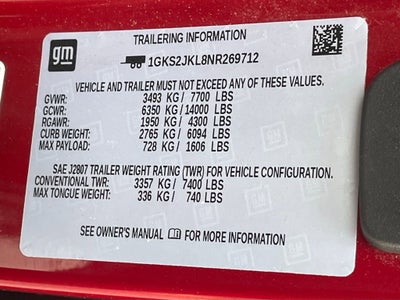 TRAILERING INFORMATION
gm
1GKS2JKL8NR269712
VEHICLE AND TRAILER MUST NOT EXCEED ANY OF THESE VALUES.
GVWR: 3493 KG / 7700 LBS
GCWR: 6350 KG / 14000 LBS
RGAWR: 1950 KG / 4300 LBS
CURB WEIGHT: 2765 KG / 6094 LBS
MAX PAYLOAD: 728 KG / 1606 LBS
SAE J2807 TRAILER WEIGHT RATING (TWR) FOR VEHICLE CONFIGURATION.
CONVENTIONAL TWR: 3357 KG / 7400 LBS
MAX TONGUE WEIGHT: 336 KG / 740 LBS
SEE OWNER'S MANUAL FOR MORE INFORMATION